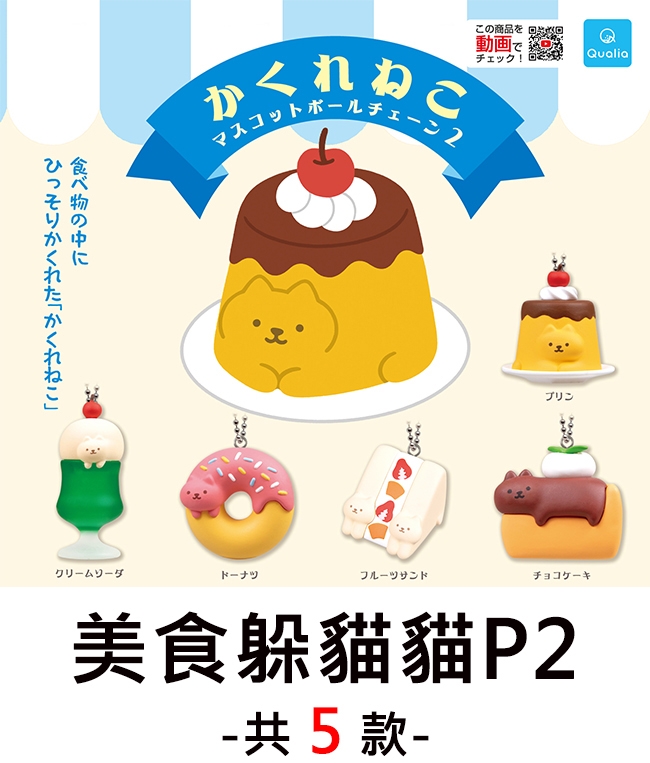 この商品を
動画で
チェック！
Qualia
かくれねこ
マスコットボールチェーン2
食べ物の中に
ひっそりかくれた「かくれねこ」
プリン
クリームソーダ
ドーナツ
フルーツサンド
チョコケーキ
美食躲貓貓P2
-共 5 款-